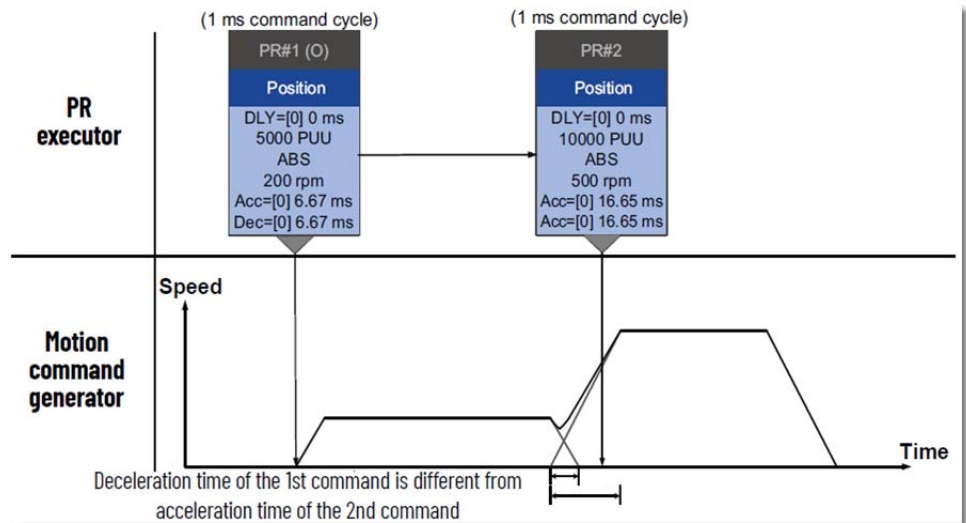 (1 ms command cycle)
PR#1 (O)
Position
DLY=[0] 0 ms
5000 PUU
ABS
200 rpm
Acc=[0] 6.67 ms
Dec=[0] 6.67 ms
(1 ms command cycle)
PR#2
Position
DLY=[0] 0 ms
10000 PUU
ABS
500 rpm
Acc=[0] 16.65 ms
Acc=[0] 16.65 ms
PR
executor
Speed
Motion
command
generator
Time
Deceleration time of the 1st command is different from
acceleration time of the 2nd command